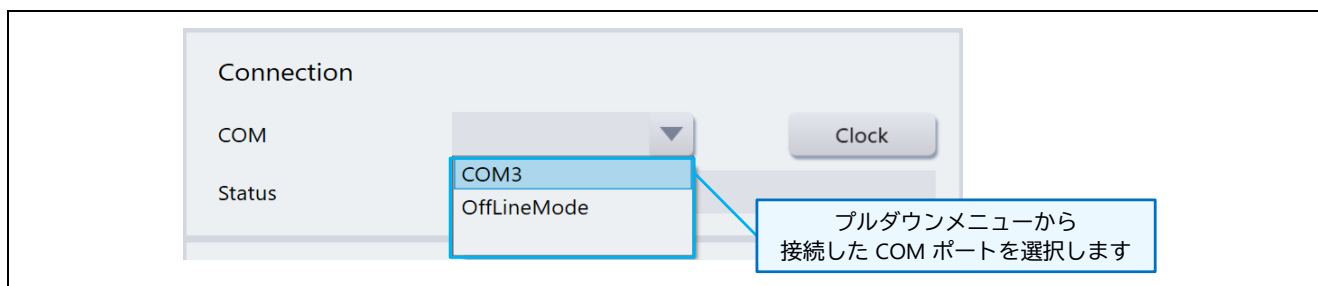 Connection
COM
Clock
COM3
Status
OffLineMode
プルダウンメニューから
接続した COM ポートを選択します